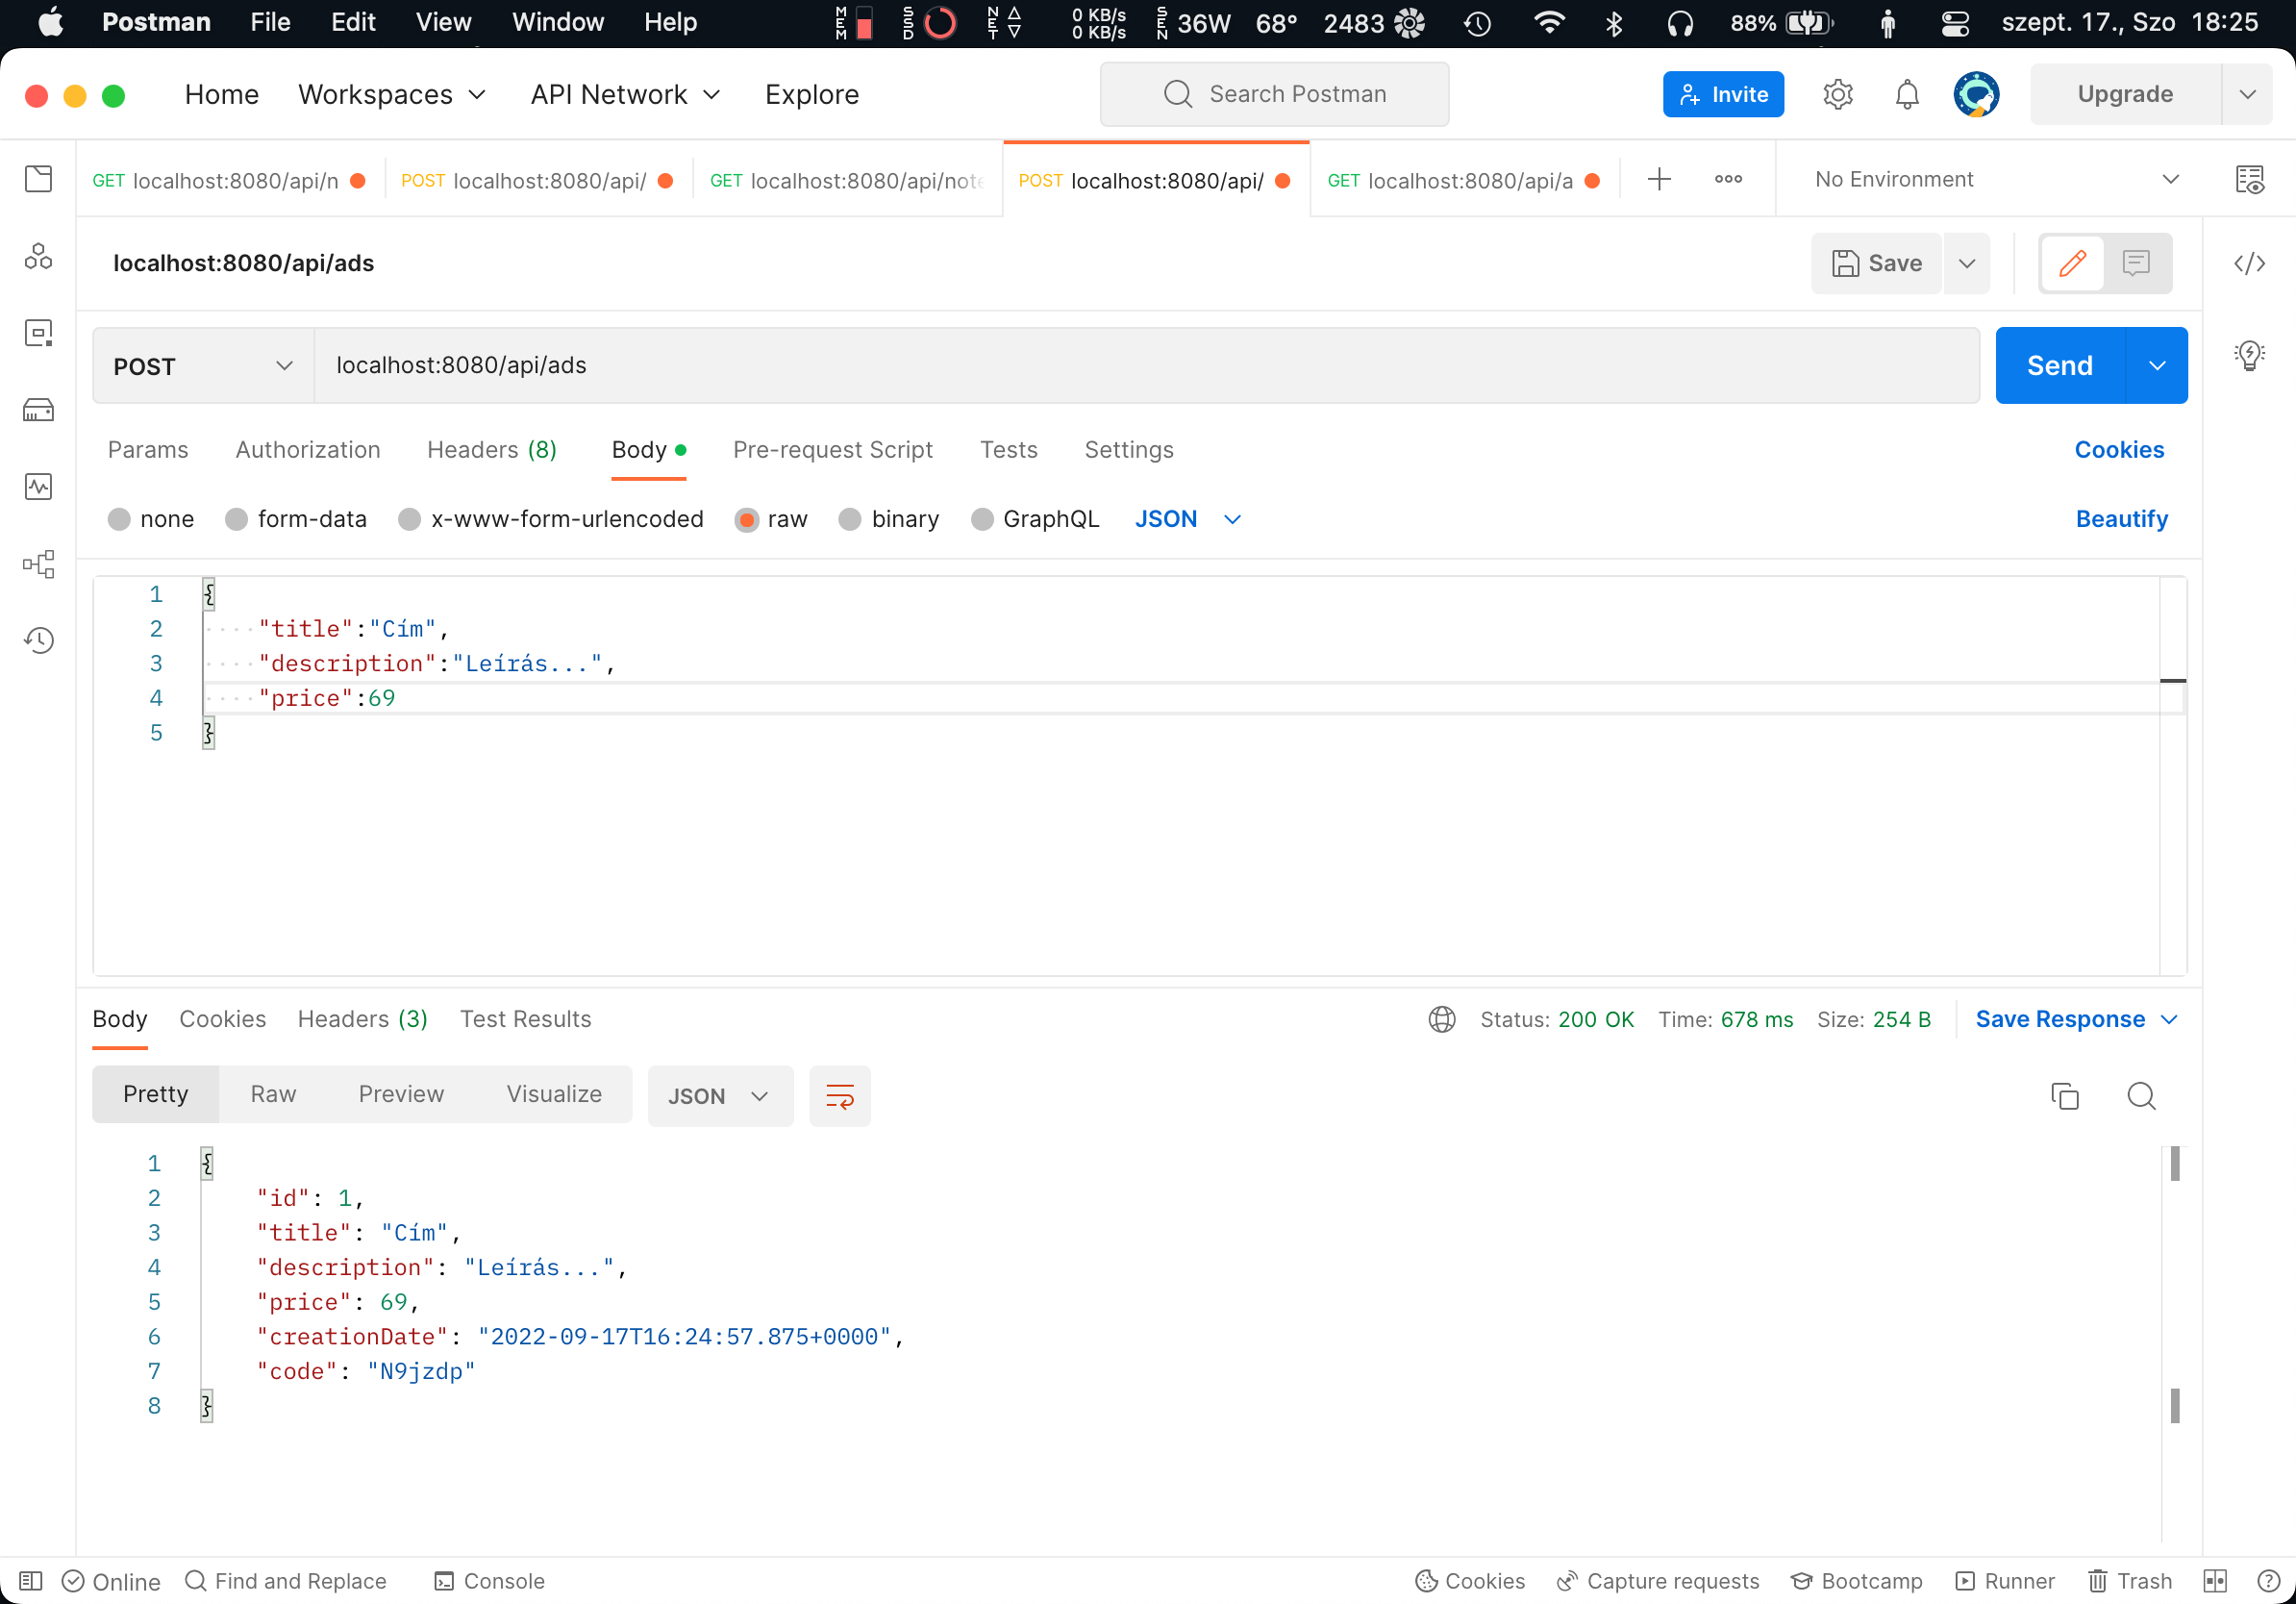 Postman File Edit View Window Help MEM SSD NET 0 KB/s 0 KB/s SEN 36W 68° 2483 88% szept. 17., Szo 18:25
Home Workspaces API Network Explore Search Postman Invite Upgrade
GET localhost:8080/api/n POST localhost:8080/api/ GET localhost:8080/api/note POST localhost:8080/api/ GET localhost:8080/api/a No Environment
localhost:8080/api/ads Save
POST localhost:8080/api/ads Send
Params Authorization Headers (8) Body Pre-request Script Tests Settings Cookies
none form-data x-www-form-urlencoded raw binary GraphQL JSON Beautify
1 {
2 "title":"Cím",
3 "description":"Leírás...",
4 "price":69
5 }
Body Cookies Headers (3) Test Results Status: 200 OK Time: 678 ms Size: 254 B Save Response
Pretty Raw Preview Visualize JSON
1 {
2 "id": 1,
3 "title": "Cím",
4 "description": "Leírás...",
5 "price": 69,
6 "creationDate": "2022-09-17T16:24:57.875+0000",
7 "code": "N9jzdp"
8 }
Online Find and Replace Console Cookies Capture requests Bootcamp Runner Trash